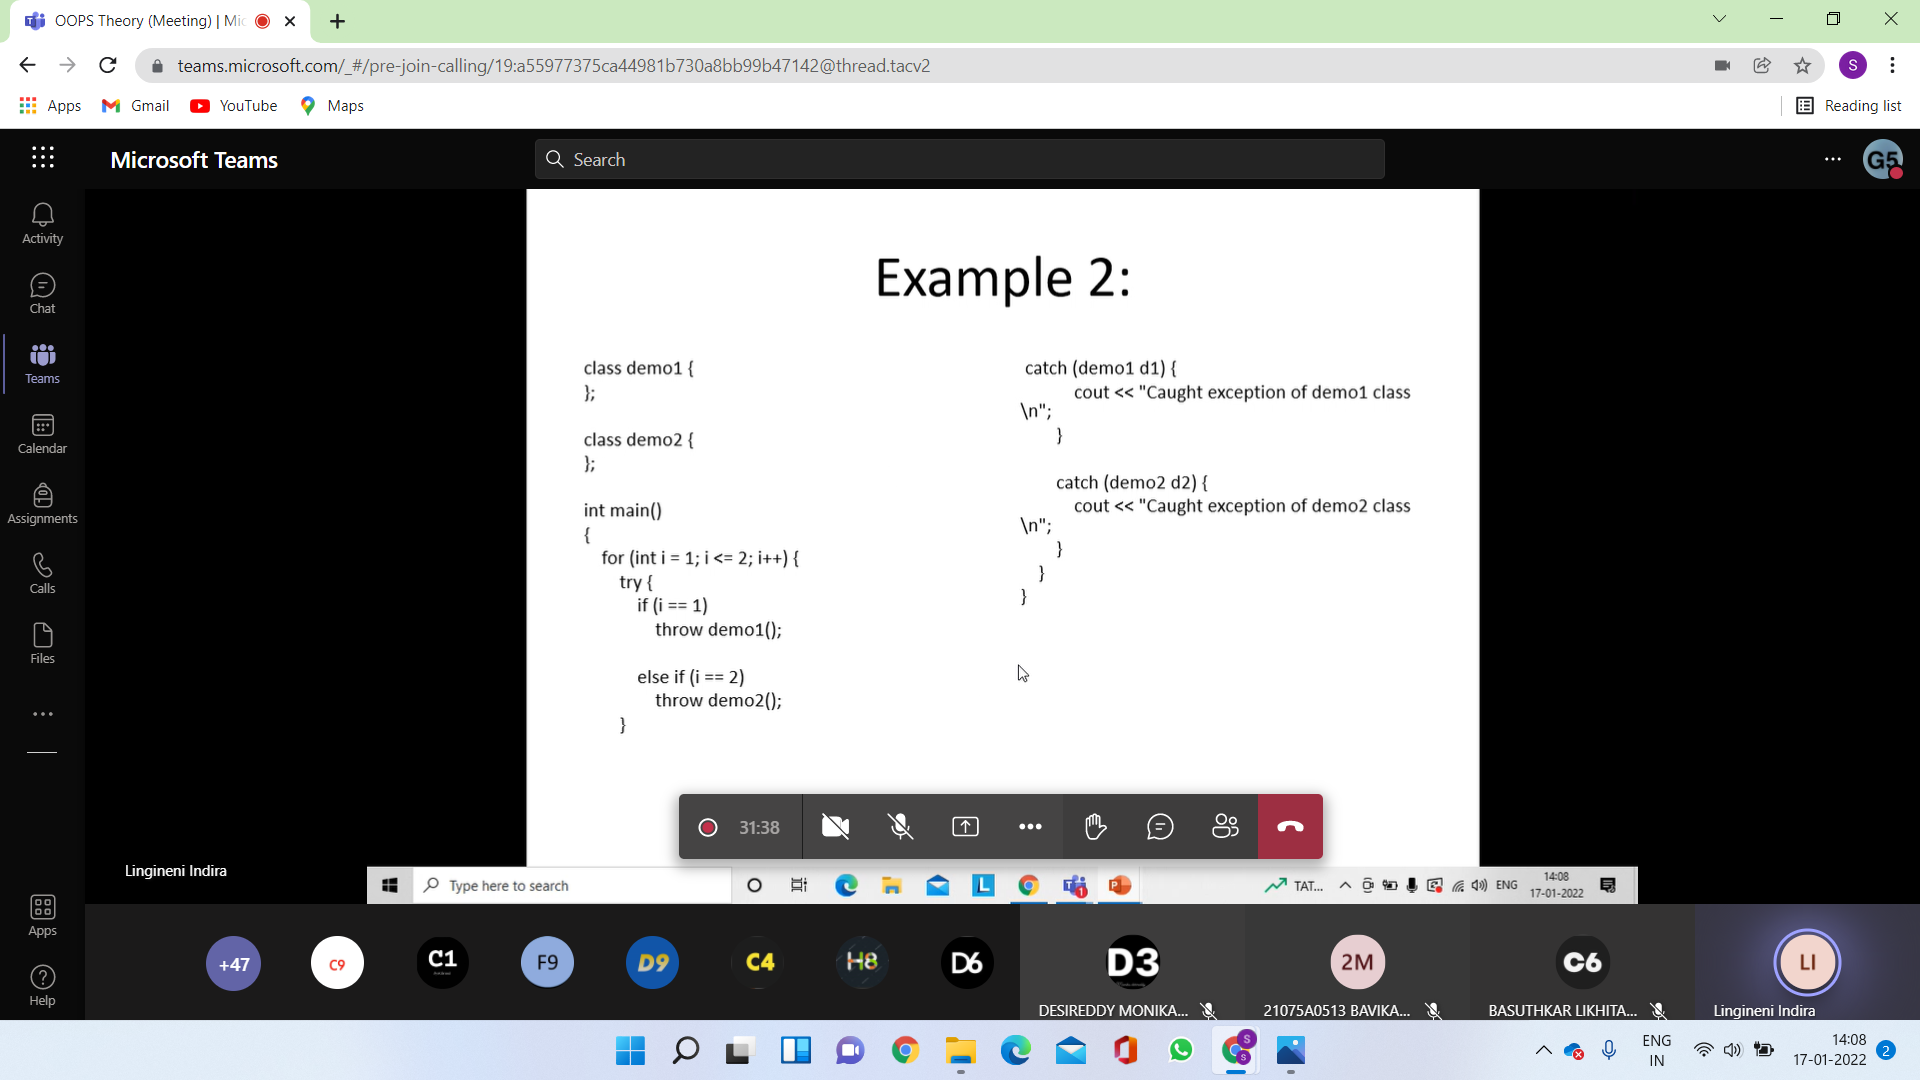 OOPS Theory (Meeting) | Mic
teams.microsoft.com/_#/pre-join-calling/19:a55977375ca44981b730a8bb99b47142@thread.tacv2
S
Apps
Gmail
YouTube
Maps
Reading list
Microsoft Teams
Search
G5
Activity
Chat
Teams
Calendar
Assignments
Calls
Files
Apps
Help
Example 2:
class demo1 {
};
class demo2 {
};
int main()
{
for (int i = 1; i <= 2; i++) {
try {
if (i == 1)
throw demo1();
else if (i == 2)
throw demo2();
}
catch (demo1 d1) {
cout << "Caught exception of demo1 class
\n";
}
catch (demo2 d2) {
cout << "Caught exception of demo2 class
\n";
}
}
}
31:38
Lingineni Indira
Type here to search
L
1
P
TAT...
ENG
14:08
17-01-2022
+47
C9
C1
F9
D9
C4
H8
D6
D3
DESIREDDY MONIKA...
2M
21075A0513 BAVIKA...
C6
BASUTHKAR LIKHITA...
LI
Lingineni Indira
S
S
ENG
IN
14:08
17-01-2022
2